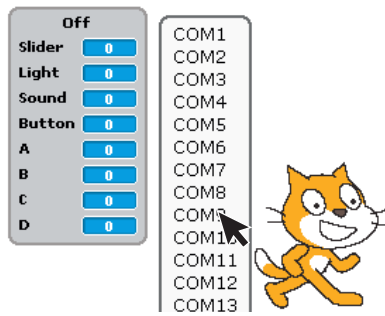 Off
Slider 0
Light 0
Sound 0
Button 0
A 0
B 0
C 0
D 0
COM1
COM2
COM3
COM4
COM5
COM6
COM7
COM8
COM9
COM10
COM11
COM12
COM13